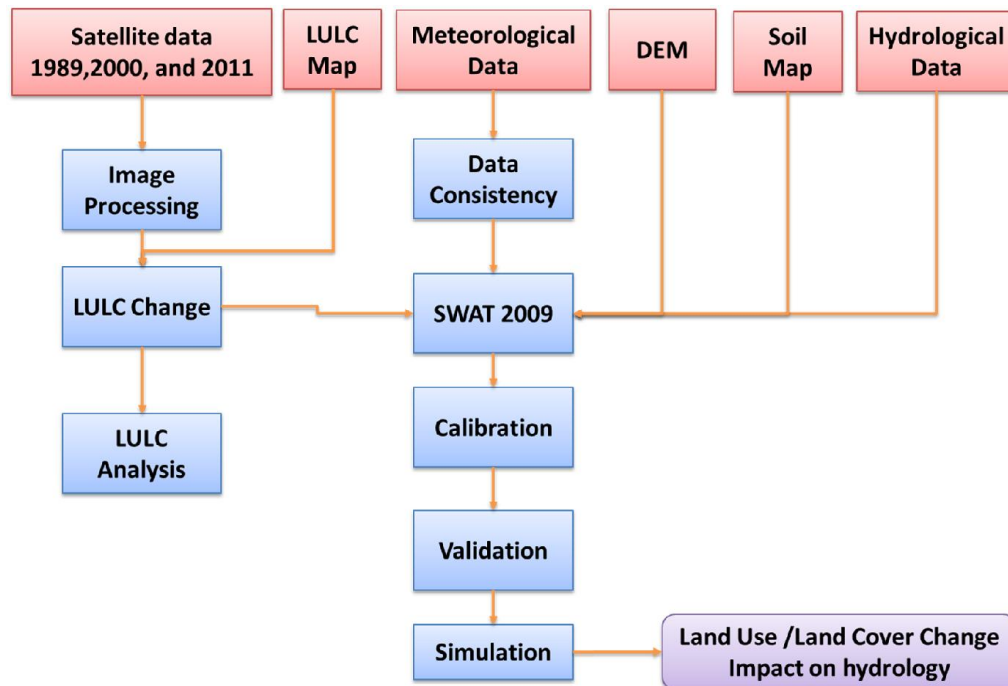 Satellite data
1989,2000, and 2011
LULC
Map
Meteorological
Data
DEM
Soil
Map
Hydrological
Data
Image
Processing
Data
Consistency
LULC Change
SWAT 2009
LULC
Analysis
Calibration
Validation
Simulation
Land Use /Land Cover Change
Impact on hydrology